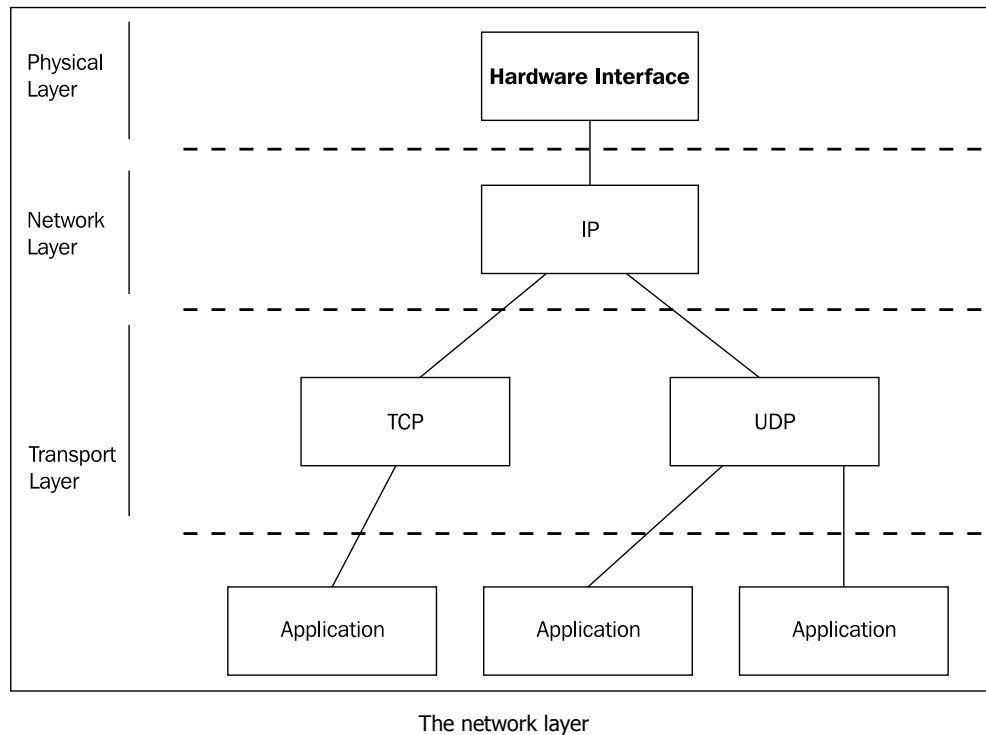 Physical
Layer
Hardware Interface
Network
Layer
IP
TCP
UDP
Transport
Layer
Application
Application
Application
The network layer